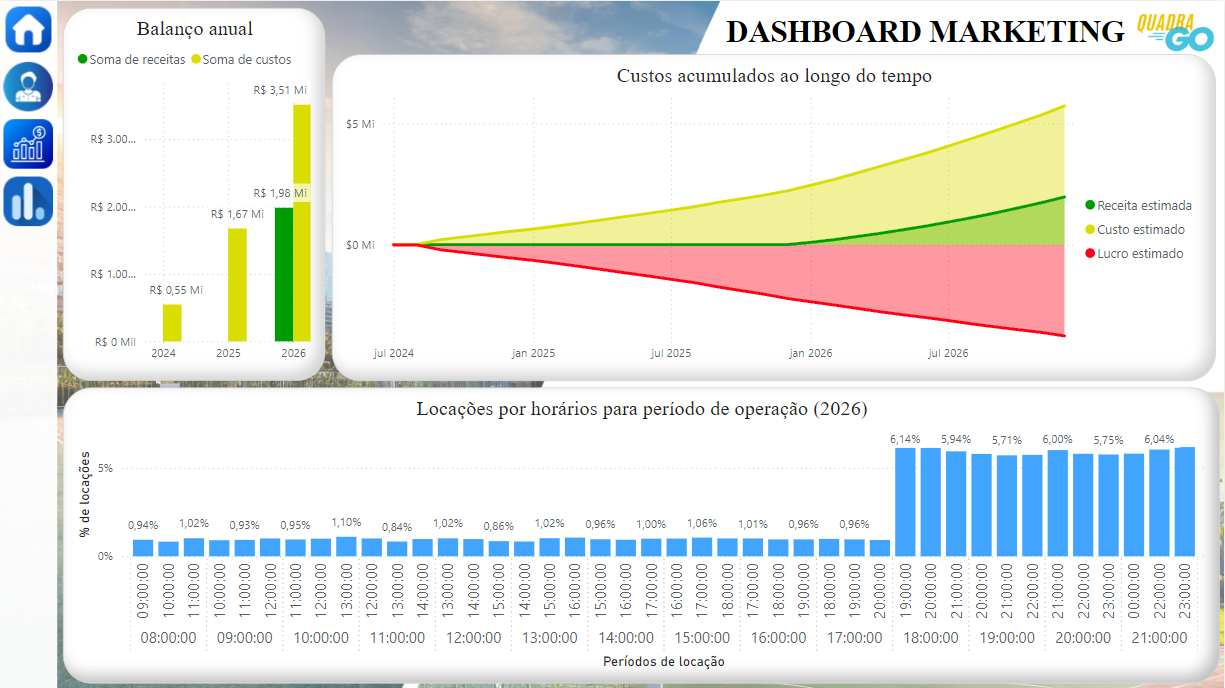 DASHBOARD MARKETING
QUADRA
GO
Balanço anual
Soma de receitas Soma de custos
R$ 3,51 Mi
R$ 3.00...
R$ 1,98 Mi
R$ 2.00...
R$ 1,67 Mi
R$ 1.00...
R$ 0,55 Mi
R$ 0 Mil
2024 2025 2026
Custos acumulados ao longo do tempo
$5 Mi
$0 Mi
jul 2024 jan 2025 jul 2025 jan 2026 jul 2026
Receita estimada
Custo estimado
Lucro estimado
Locações por horários para período de operação (2026)
% de locações
5%
0%
0,94% 1,02% 0,93% 0,95% 1,10% 0,84% 1,02% 0,86% 1,02% 0,96% 1,00% 1,06% 1,01% 0,96% 0,96% 6,14% 5,94% 5,71% 6,00% 5,75% 6,04%
09:00:00 10:00:00 11:00:00 10:00:00 11:00:00 12:00:00 11:00:00 12:00:00 13:00:00 12:00:00 13:00:00 14:00:00 13:00:00 14:00:00 15:00:00 14:00:00 15:00:00 16:00:00 15:00:00 16:00:00 17:00:00 16:00:00 17:00:00 18:00:00 17:00:00 18:00:00 19:00:00 18:00:00 19:00:00 20:00:00 19:00:00 20:00:00 21:00:00 20:00:00 21:00:00 22:00:00 21:00:00 22:00:00 23:00:00 00:00:00 22:00:00 23:00:00
08:00:00 09:00:00 10:00:00 11:00:00 12:00:00 13:00:00 14:00:00 15:00:00 16:00:00 17:00:00 18:00:00 19:00:00 20:00:00 21:00:00
Períodos de locação